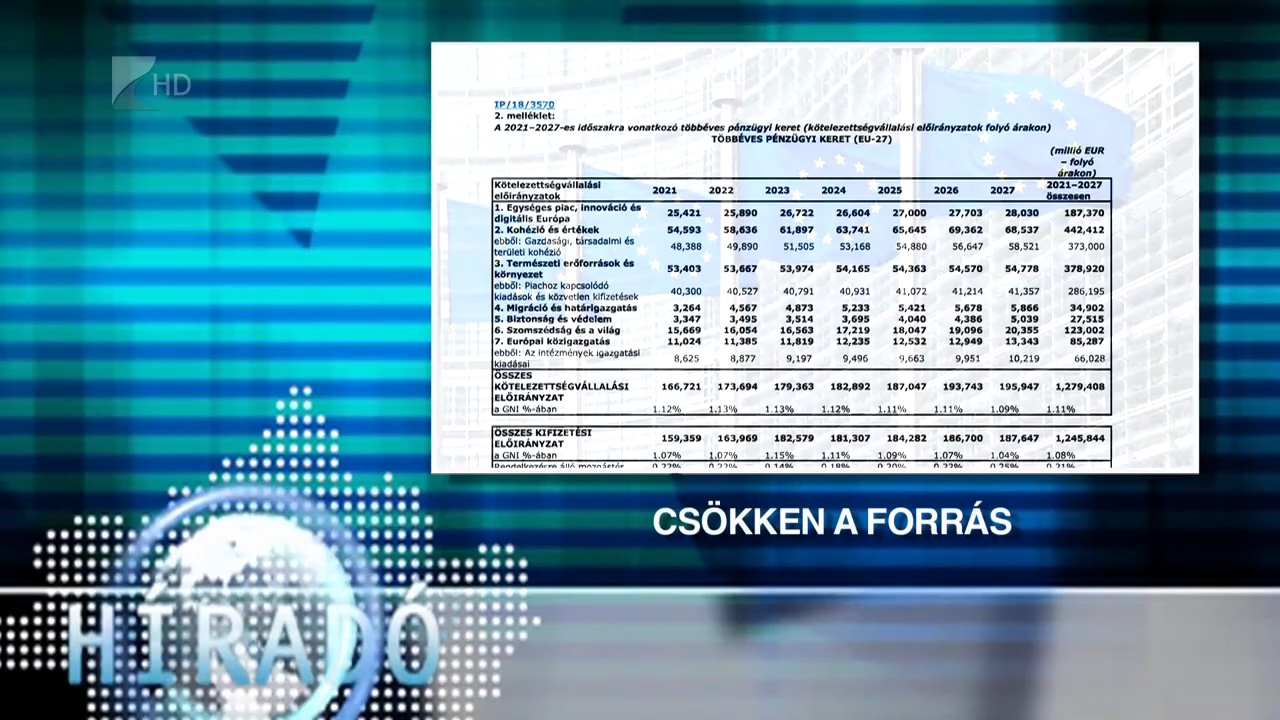 HD
IP/18/3570
2. melléklet:
A 2021–2027-es időszakra vonatkozó többéves pénzügyi keret (kötelezettségvállalási előirányzatok folyó árakon)
TÖBBÉVES PÉNZÜGYI KERET (EU-27)
(millió EUR
– folyó
árakon)
Kötelezettségvállalási
előirányzatok 2021 2022 2023 2024 2025 2026 2027 2021–2027
összesen
1. Egységes piac, innováció és
digitális Európa 25,421 25,890 26,722 26,604 27,000 27,703 28,030 187,370
2. Kohézió és értékek 54,593 58,636 61,897 63,741 65,645 69,362 68,537 442,412
ebből: Gazdasági, társadalmi és
területi kohézió 48,388 49,890 51,505 53,168 54,880 56,647 58,521 373,000
3. Természeti erőforrások és
környezet 53,403 53,667 53,974 54,165 54,363 54,570 54,778 378,920
ebből: Piachoz kapcsolódó
kiadások és közvetlen kifizetések 40,300 40,527 40,791 40,931 41,072 41,214 41,357 286,195
4. Migráció és határigazgatás 3,264 4,567 4,873 5,233 5,421 5,678 5,866 34,902
5. Biztonság és védelem 3,347 3,495 3,514 3,695 4,040 4,386 5,039 27,515
6. Szomszédság és a világ 15,669 16,054 16,563 17,219 18,047 19,096 20,355 123,002
7. Európai közigazgatás 11,024 11,385 11,819 12,235 12,532 12,949 13,343 85,287
ebből: Az intézmények igazgatási
kiadásai 8,625 8,877 9,197 9,496 9,663 9,951 10,219 66,028
ÖSSZES
KÖTELEZETTSÉGVÁLLALÁSI 166,721 173,694 179,363 182,892 187,047 193,743 195,947 1,279,408
ELŐIRÁNYZAT
a GNI %-ában 1.12% 1.13% 1.13% 1.12% 1.11% 1.11% 1.09% 1.11%
ÖSSZES KIFIZETÉSI
ELŐIRÁNYZAT 159,359 163,969 182,579 181,307 184,282 186,700 187,647 1,245,844
a GNI %-ában 1.07% 1.07% 1.15% 1.11% 1.09% 1.07% 1.04% 1.08%
CSÖKKEN A FORRÁS
HÍRADÓ